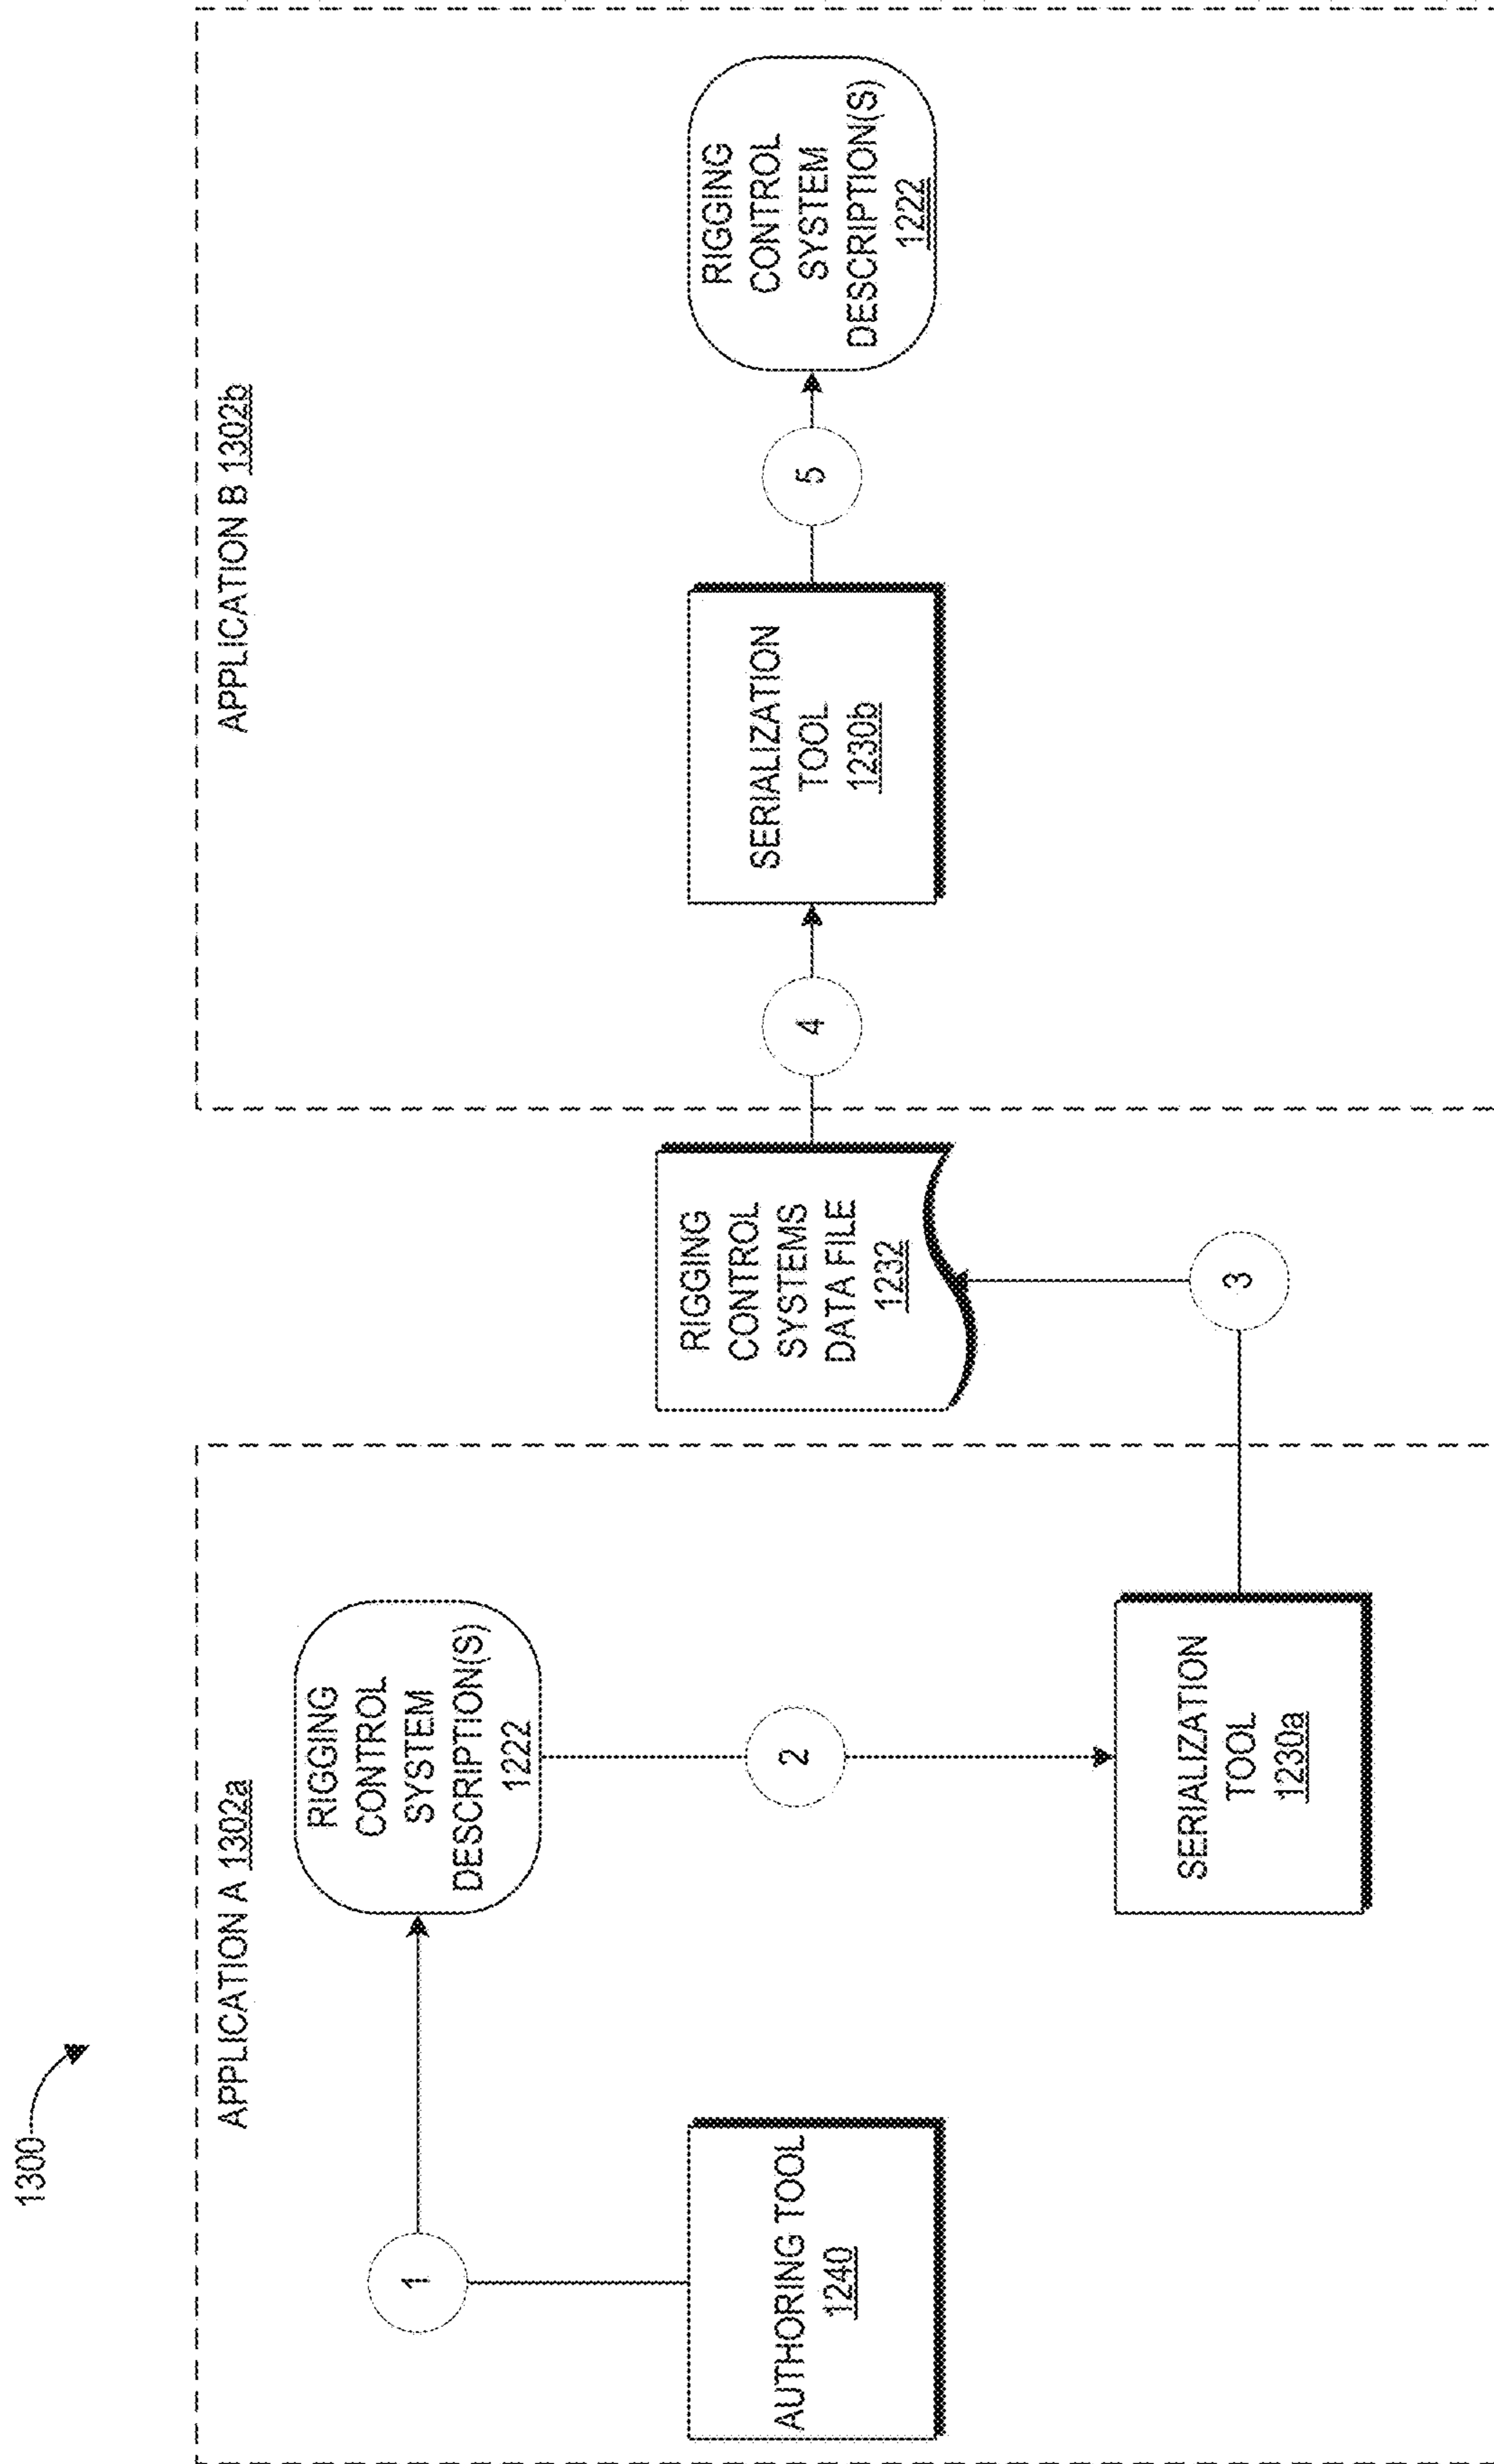 1300
APPLICATION A 1302a
1
AUTHORING TOOL
1240
RIGGING
CONTROL
SYSTEM
DESCRIPTION(S)
1222
2
SERIALIZATION
TOOL
1230a
3
RIGGING
CONTROL
SYSTEMS
DATA FILE
1232
APPLICATION B 1302b
4
SERIALIZATION
TOOL
1230b
5
RIGGING
CONTROL
SYSTEM
DESCRIPTION(S)
1222